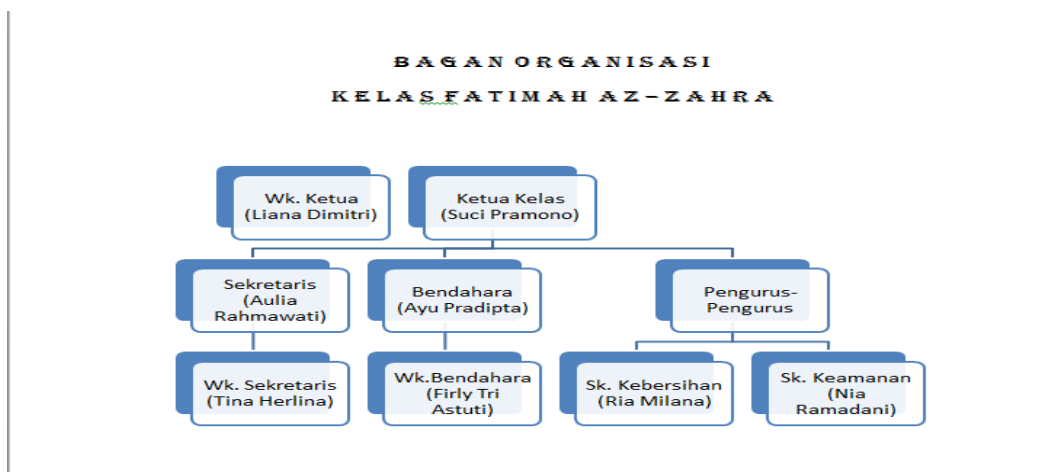 BAGAN ORGANISASI
KELAS FATIMAH AZ-ZAHRA
Wk. Ketua
(Liana Dimitri)
Ketua Kelas
(Suci Pramono)
Sekretaris
(Aulia
Rahmawati)
Bendahara
(Ayu Pradipta)
Pengurus-
Pengurus
Wk. Sekretaris
(Tina Herlina)
Wk.Bendahara
(Firly Tri
Astuti)
Sk. Kebersihan
(Ria Milana)
Sk. Keamanan
(Nia
Ramadani)